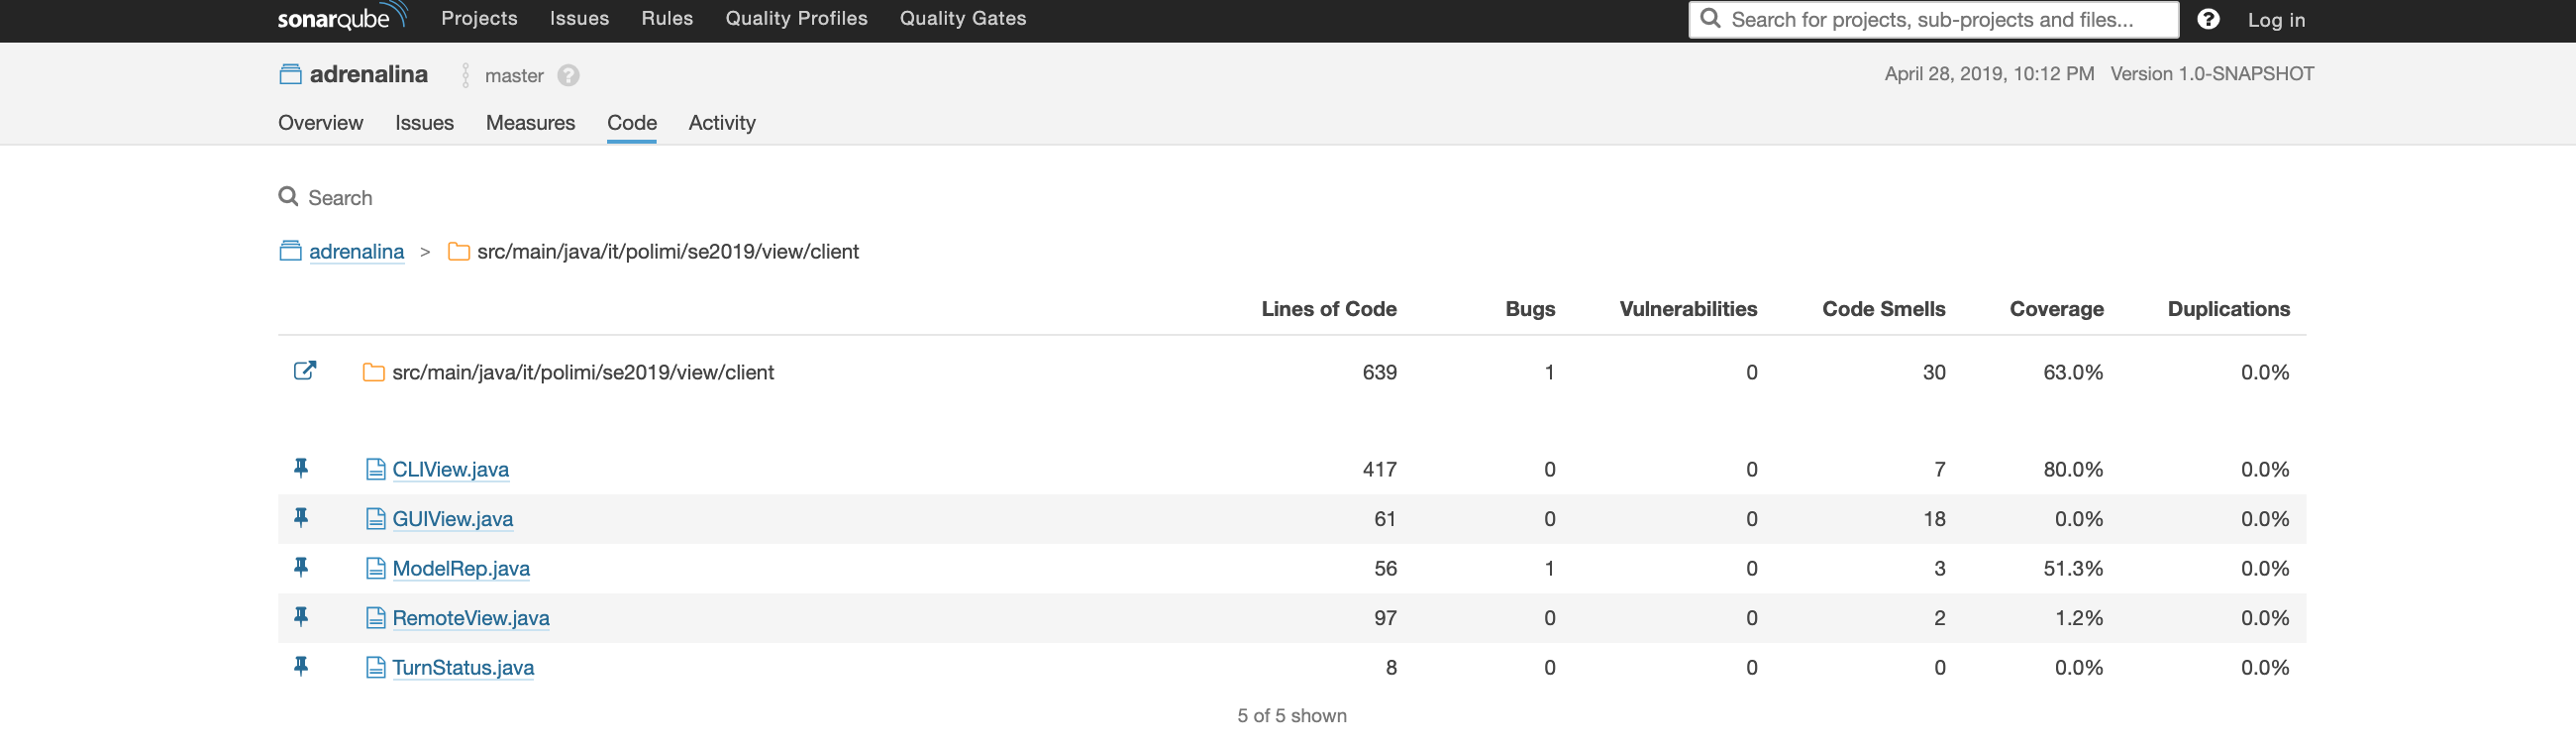 sonarqube Projects Issues Rules Quality Profiles Quality Gates Search for projects, sub-projects and files... ? Log in
adrenalina master ? April 28, 2019, 10:12 PM Version 1.0-SNAPSHOT
Overview Issues Measures Code Activity
Search
adrenalina > src/main/java/it/polimi/se2019/view/client
Lines of Code Bugs Vulnerabilities Code Smells Coverage Duplications
src/main/java/it/polimi/se2019/view/client 639 1 0 30 63.0% 0.0%
CLIView.java 417 0 0 7 80.0% 0.0%
GUIView.java 61 0 0 18 0.0% 0.0%
ModelRep.java 56 1 0 3 51.3% 0.0%
RemoteView.java 97 0 0 2 1.2% 0.0%
TurnStatus.java 8 0 0 0 0.0% 0.0%
5 of 5 shown